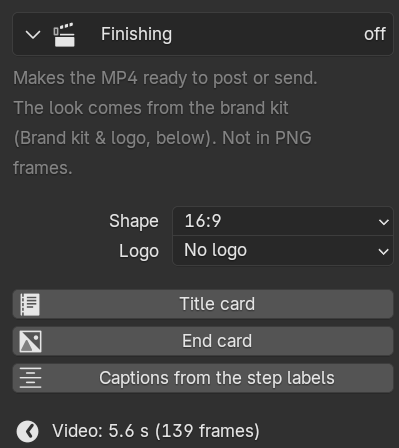 Finishing off
Makes the MP4 ready to post or send.
The look comes from the brand kit
(Brand kit & logo, below). Not in PNG
frames.
Shape 16:9
Logo No logo
Title card
End card
Captions from the step labels
Video: 5.6 s (139 frames)